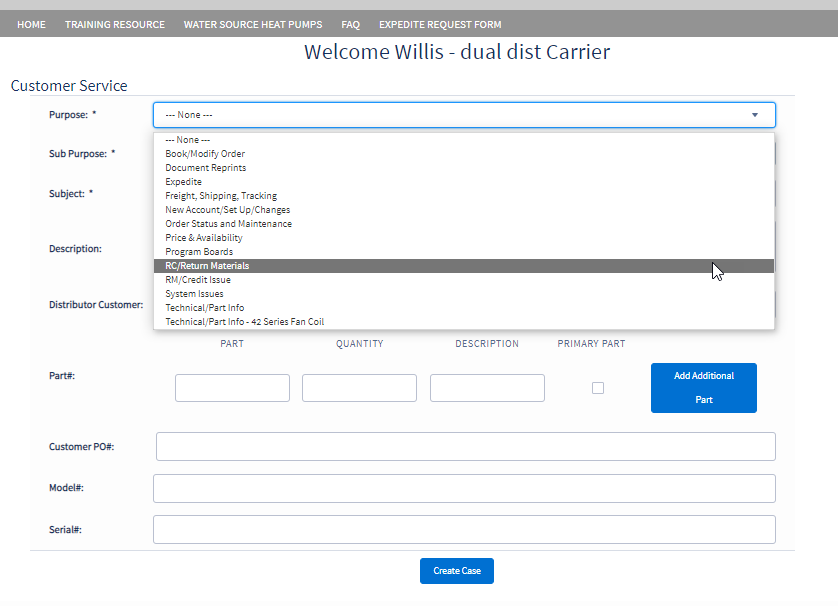 HOME TRAINING RESOURCE WATER SOURCE HEAT PUMPS FAQ EXPEDITE REQUEST FORM
Welcome Willis - dual dist Carrier
Customer Service
Purpose: *
--- None ---
--- None ---
Book/Modify Order
Document Reprints
Expedite
Freight, Shipping, Tracking
New Account/Set Up/Changes
Order Status and Maintenance
Price & Availability
Program Boards
RC/Return Materials
RM/Credit Issue
System Issues
Technical/Part Info
Technical/Part Info - 42 Series Fan Coil
Sub Purpose: *
Subject: *
Description:
Distributor Customer:
PART QUANTITY DESCRIPTION PRIMARY PART
Part#:
Add Additional
Part
Customer PO#:
Model#:
Serial#:
Create Case